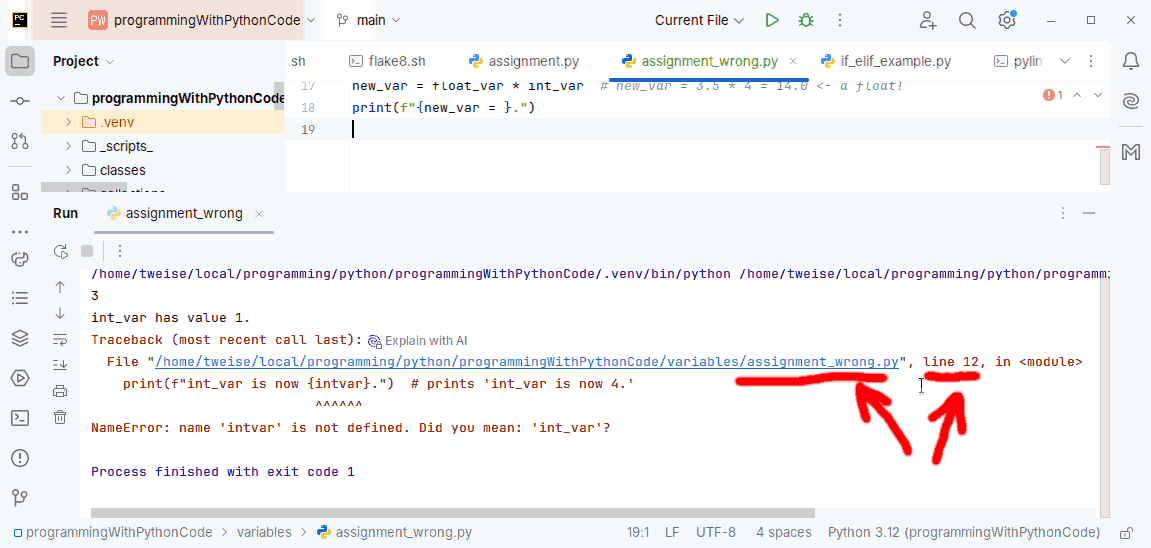 PC PW programmingWithPythonCode main Current File
Project .sh flake8.sh assignment.py assignment_wrong.py if_elif_example.py pylin
programmingWithPythonCode
.venv
_scripts_
classes
17 new_var = float_var * int_var # new_var = 3.5 * 4 = 14.0 <- a float!
18 print(f"{new_var = }.")
19
1
Run assignment_wrong
/home/tweise/local/programming/python/programmingWithPythonCode/.venv/bin/python /home/tweise/local/programming/python/programmi
3
int_var has value 1.
Traceback (most recent call last): Explain with AI
File "/home/tweise/local/programming/python/programmingWithPythonCode/variables/assignment_wrong.py", line 12, in <module>
print(f"int_var is now {intvar}.") # prints 'int_var is now 4.'
^^^^^^
NameError: name 'intvar' is not defined. Did you mean: 'int_var'?
Process finished with exit code 1
programmingWithPythonCode > variables > assignment_wrong.py 19:1 LF UTF-8 4 spaces Python 3.12 (programmingWithPythonCode)